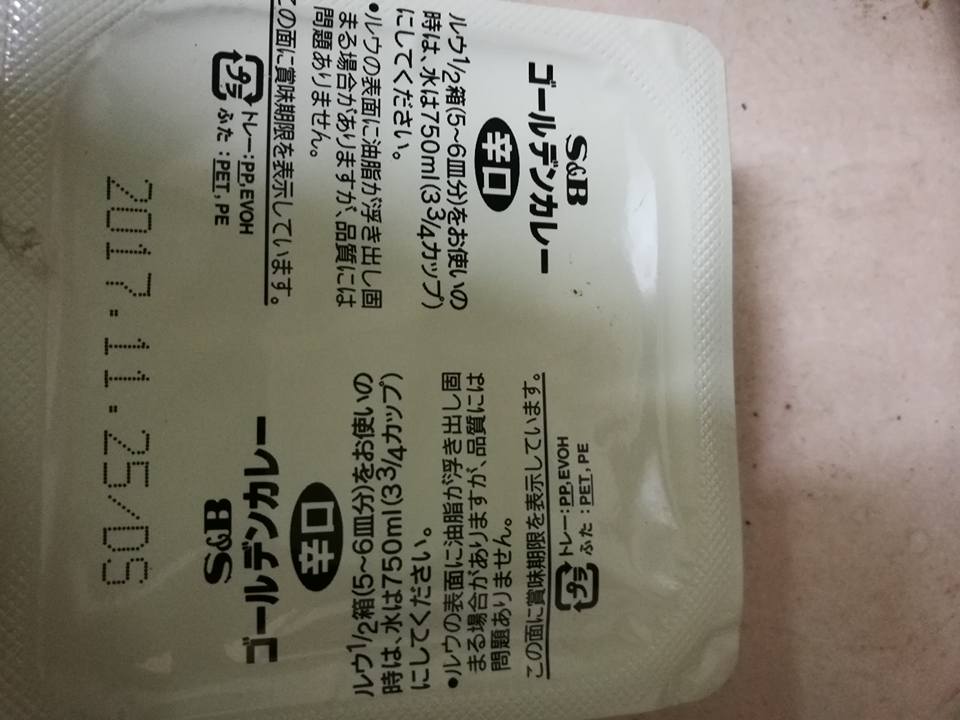 S&B
ゴールデンカレー
辛口
ルウ1/2箱(5~6皿分)をお使いの
時は、水は750ml(3 3/4カップ)
にしてください。
•ルウの表面に油脂が浮き出し固
まる場合がありますが、品質には
問題ありません。
この面に賞味期限を表示しています。
プラ
トレー:PP,EVOH
ふた:PET,PE
2017.11.25/OS
S&B
ゴールデンカレー
辛口
ルウ1/2箱(5~6皿分)をお使いの
時は、水は750ml(3 3/4カップ)
にしてください。
•ルウの表面に油脂が浮き出し固
まる場合がありますが、品質には
問題ありません。
この面に賞味期限を表示しています。
プラ
トレー:PP,EVOH
ふた:PET,PE